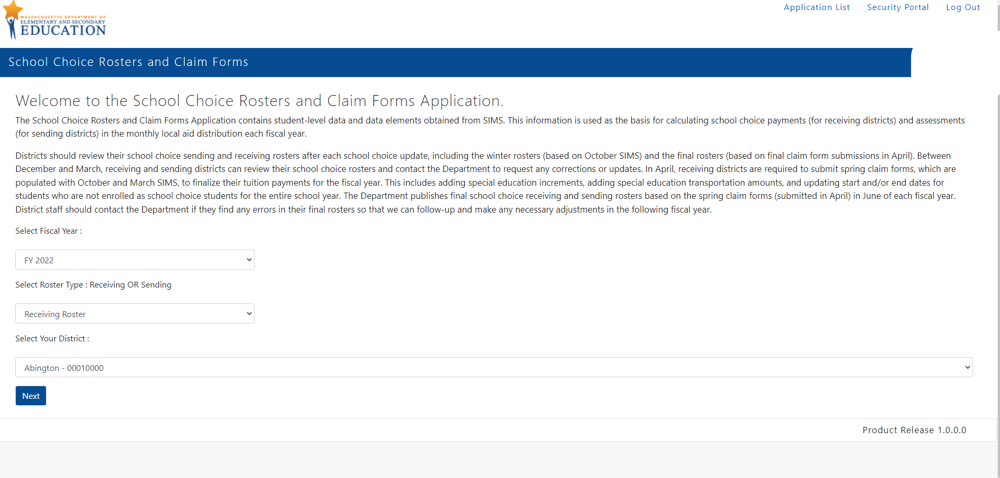 MASSACHUSETTS DEPARTMENT OF
ELEMENTARY AND SECONDARY
EDUCATION
Application List
Security Portal
Log Out
School Choice Rosters and Claim Forms
Welcome to the School Choice Rosters and Claim Forms Application.
The School Choice Rosters and Claim Forms Application contains student-level data and data elements obtained from SIMS. This information is used as the basis for calculating school choice payments (for receiving districts) and assessments
(for sending districts) in the monthly local aid distribution each fiscal year.
Districts should review their school choice sending and receiving rosters after each school choice update, including the winter rosters (based on October SIMS) and the final rosters (based on final claim form submissions in April). Between
December and March, receiving and sending districts can review their school choice rosters and contact the Department to request any corrections or updates. In April, receiving districts are required to submit spring claim forms, which are
populated with October and March SIMS, to finalize their tuition payments for the fiscal year. This includes adding special education increments, adding special education transportation amounts, and updating start and/or end dates for
students who are not enrolled as school choice students for the entire school year. The Department publishes final school choice receiving and sending rosters based on the spring claim forms (submitted in April) in June of each fiscal year.
District staff should contact the Department if they find any errors in their final rosters so that we can follow-up and make any necessary adjustments in the following fiscal year.
Select Fiscal Year :
FY 2022
Select Roster Type : Receiving OR Sending
Receiving Roster
Select Your District :
Abington - 00010000
Next
Product Release 1.0.0.0